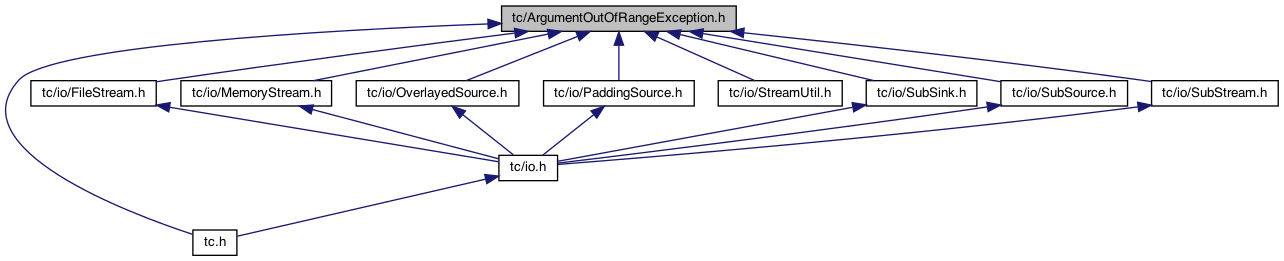 tc/ArgumentOutOfRangeException.h
tc/io/FileStream.h
tc/io/MemoryStream.h
tc/io/OverlayedSource.h
tc/io/PaddingSource.h
tc/io/StreamUtil.h
tc/io/SubSink.h
tc/io/SubSource.h
tc/io/SubStream.h
tc/io.h
tc.h